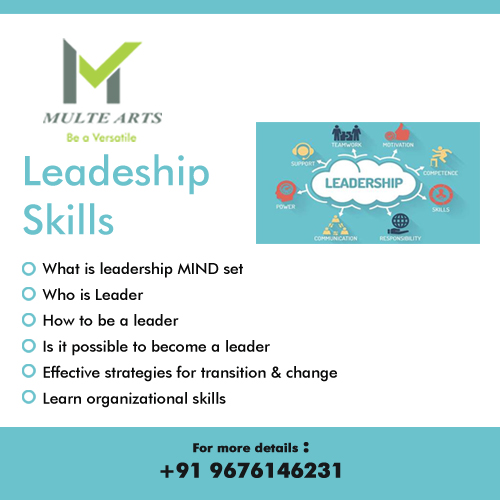 MULTE ARTS
Be a Versatile
Leadeship
Skills
TEAMWORK
MOTIVATION
SUPPORT
COMPETENCE
LEADERSHIP
POWER
SKILLS
COMMUNICATION
RESPONSIBILITY
What is leadership MIND set
Who is Leader
How to be a leader
Is it possible to become a leader
Effective strategies for transition & change
Learn organizational skills
For more details :
+91 9676146231